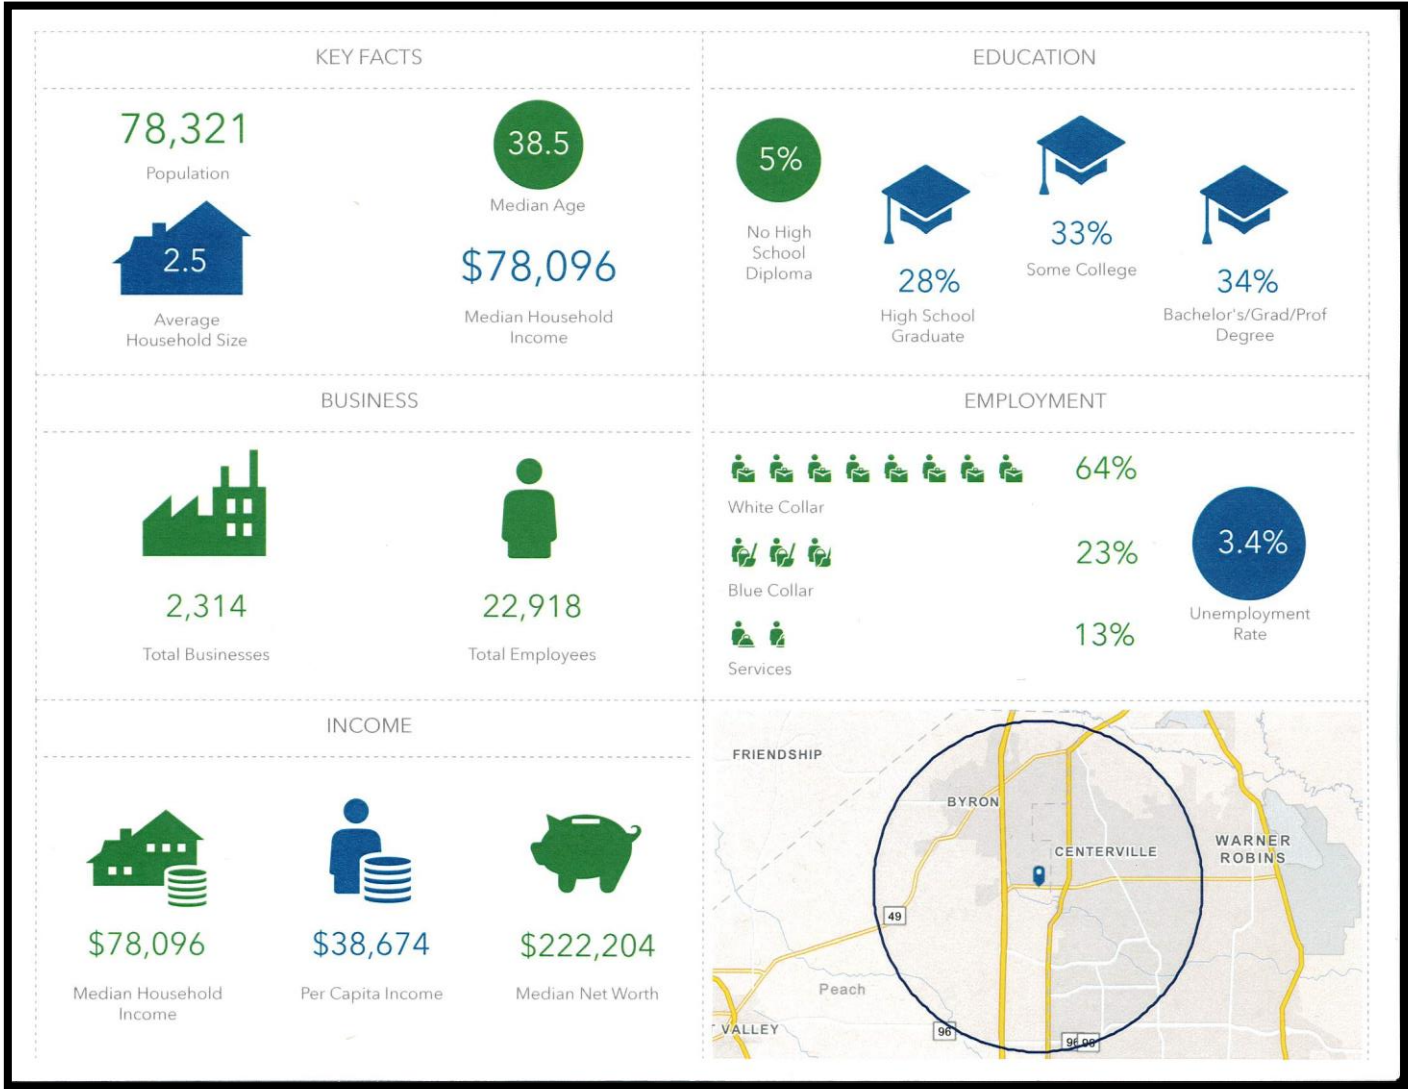 KEY FACTS
78,321
Population
38.5
Median Age
2.5
Average
Household Size
$78,096
Median Household
Income
EDUCATION
5%
No High
School
Diploma
28%
High School
Graduate
33%
Some College
34%
Bachelor's/Grad/Prof
Degree
BUSINESS
2,314
Total Businesses
22,918
Total Employees
EMPLOYMENT
64%
White Collar
23%
Blue Collar
13%
Services
3.4%
Unemployment
Rate
INCOME
$78,096
Median Household
Income
$38,674
Per Capita Income
$222,204
Median Net Worth
FRIENDSHIP
BYRON
CENTERVILLE
WARNER
ROBINS
49
Peach
VALLEY
96
96